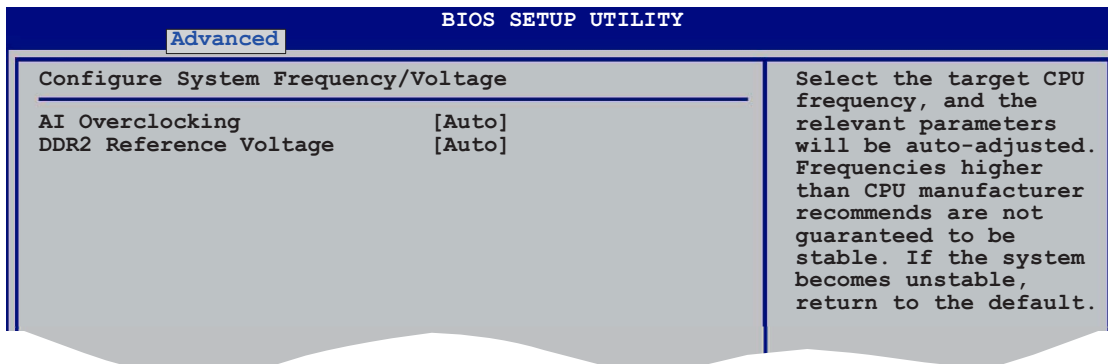 BIOS SETUP UTILITY
Advanced
Configure System Frequency/Voltage
AI Overclocking [Auto]
DDR2 Reference Voltage [Auto]
Select the target CPU
frequency, and the
relevant parameters
will be auto-adjusted.
Frequencies higher
than CPU manufacturer
recommends are not
guaranteed to be
stable. If the system
becomes unstable,
return to the default.